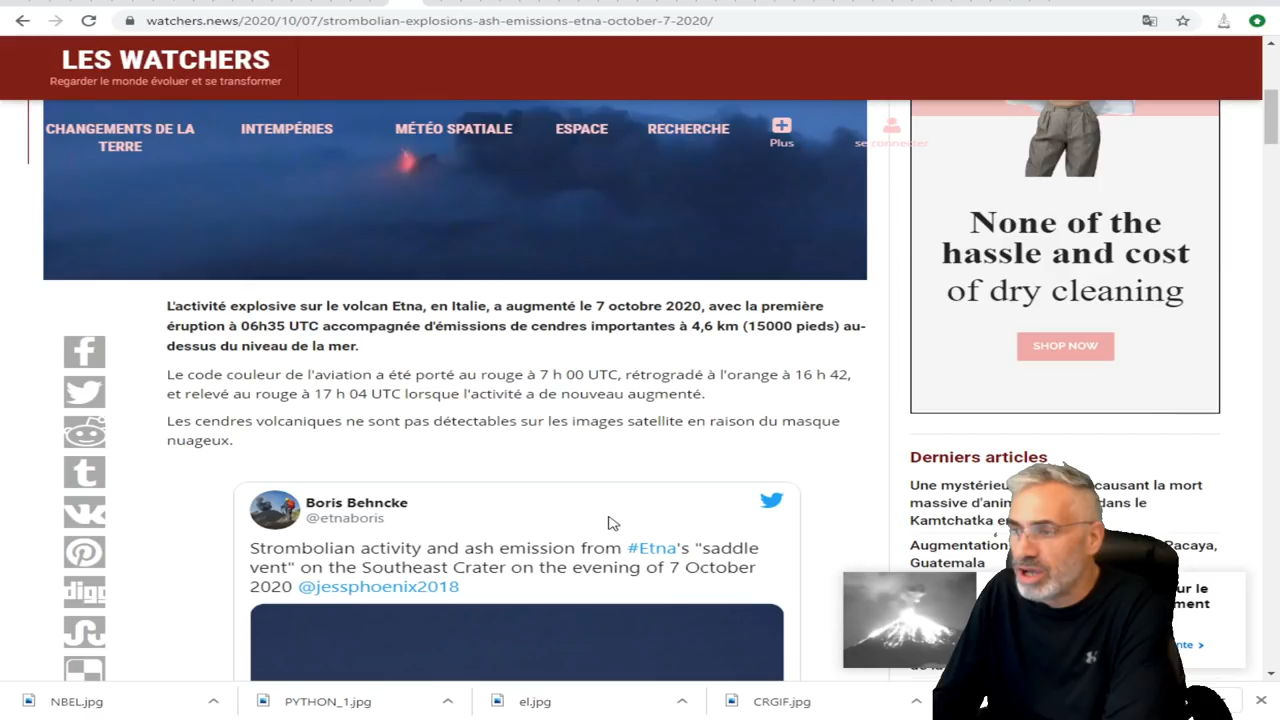 watchers.news/2020/10/07/strombolian-explosions-ash-emissions-etna-october-7-2020/
LES WATCHERS
Regarder le monde évoluer et se transformer
CHANGEMENTS DE LA
TERRE
INTEMPÉRIES
MÉTÉO SPATIALE
ESPACE
RECHERCHE
Plus
se connecter
None of the
hassle and cost
of dry cleaning
SHOP NOW
L'activité explosive sur le volcan Etna, en Italie, a augmenté le 7 octobre 2020, avec la première
éruption à 06h35 UTC accompagnée d'émissions de cendres importantes à 4,6 km (15000 pieds) au-
dessus du niveau de la mer.
Le code couleur de l'aviation a été porté au rouge à 7 h 00 UTC, rétrogradé à l'orange à 16 h 42,
et relevé au rouge à 17 h 04 UTC lorsque l'activité a de nouveau augmenté.
Les cendres volcaniques ne sont pas détectables sur les images satellite en raison du masque
nuageux.
Boris Behncke
@etnaboris
Strombolian activity and ash emission from #Etna's "saddle
vent" on the Southeast Crater on the evening of 7 October
2020 @jessphoenix2018
digg
Derniers articles
Une mystérieu causant la mort
massive d'anim dans le
Kamtchatka e
Augmentation Pacaya,
Guatemala
ur le
ment
nte >
NBEL.jpg
PYTHON_1.jpg
el.jpg
CRGIF.jpg